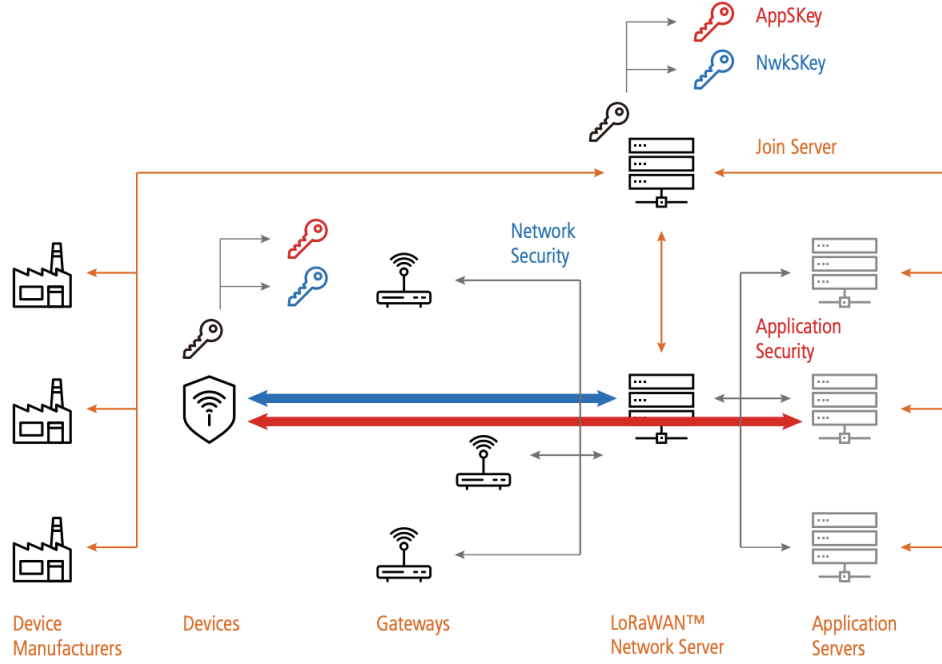 AppSKey
NwkSKey
Join Server
Network
Security
Application
Security
Device
Manufacturers
Devices
Gateways
LoRaWAN™
Network Server
Application
Servers